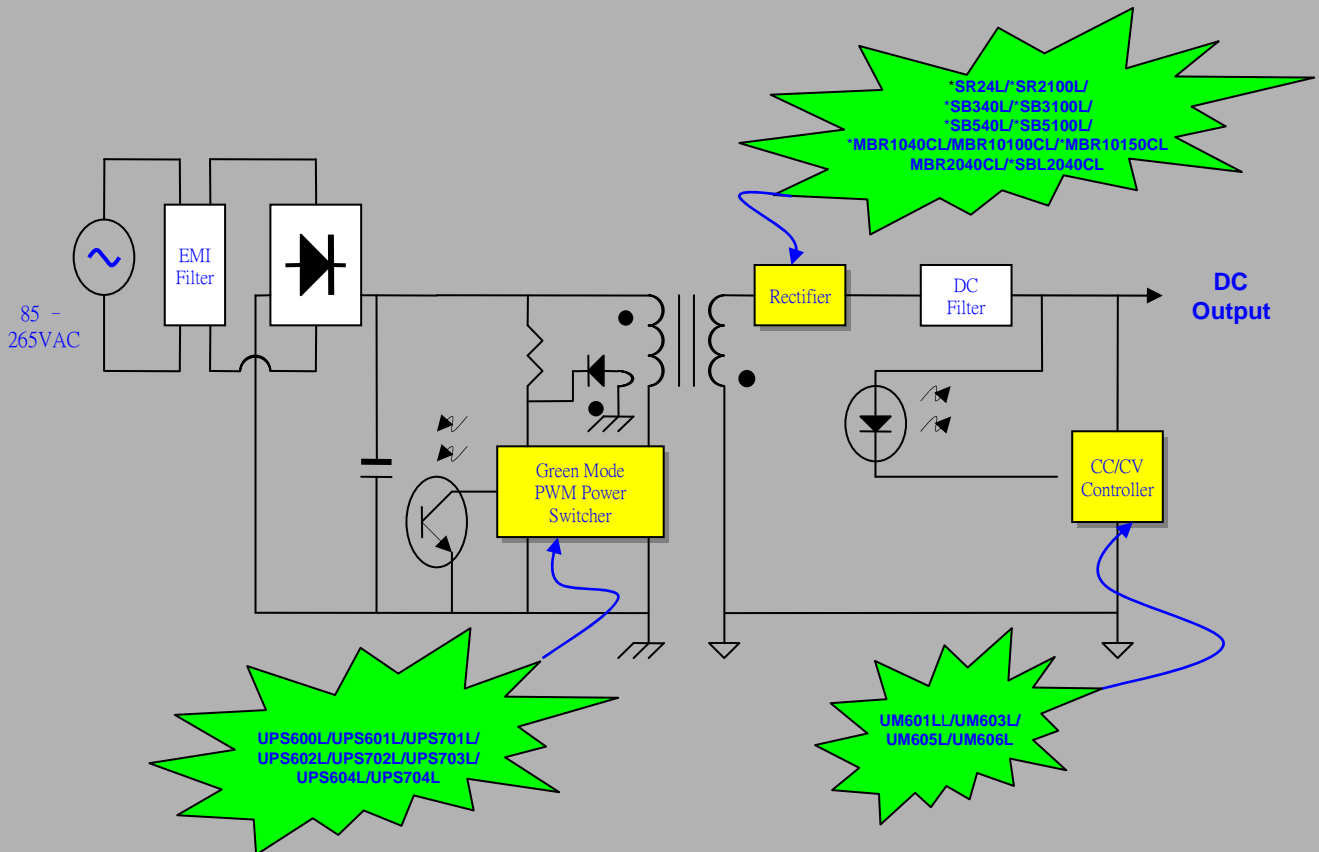 *SR24L/*SR2100L/
*SB340L/*SB3100L/
*SB540L/*SB5100L/
*MBR1040CL/MBR10100CL/*MBR10150CL
MBR2040CL/*SBL2040CL
EMI
Filter
85 -
265VAC
Rectifier
DC
Filter
DC
Output
Green Mode
PWM Power
Switcher
CC/CV
Controller
UPS600L/UPS601L/UPS701L/
UPS602L/UPS702L/UPS703L/
UPS604L/UPS704L
UM601LL/UM603L/
UM605L/UM606L